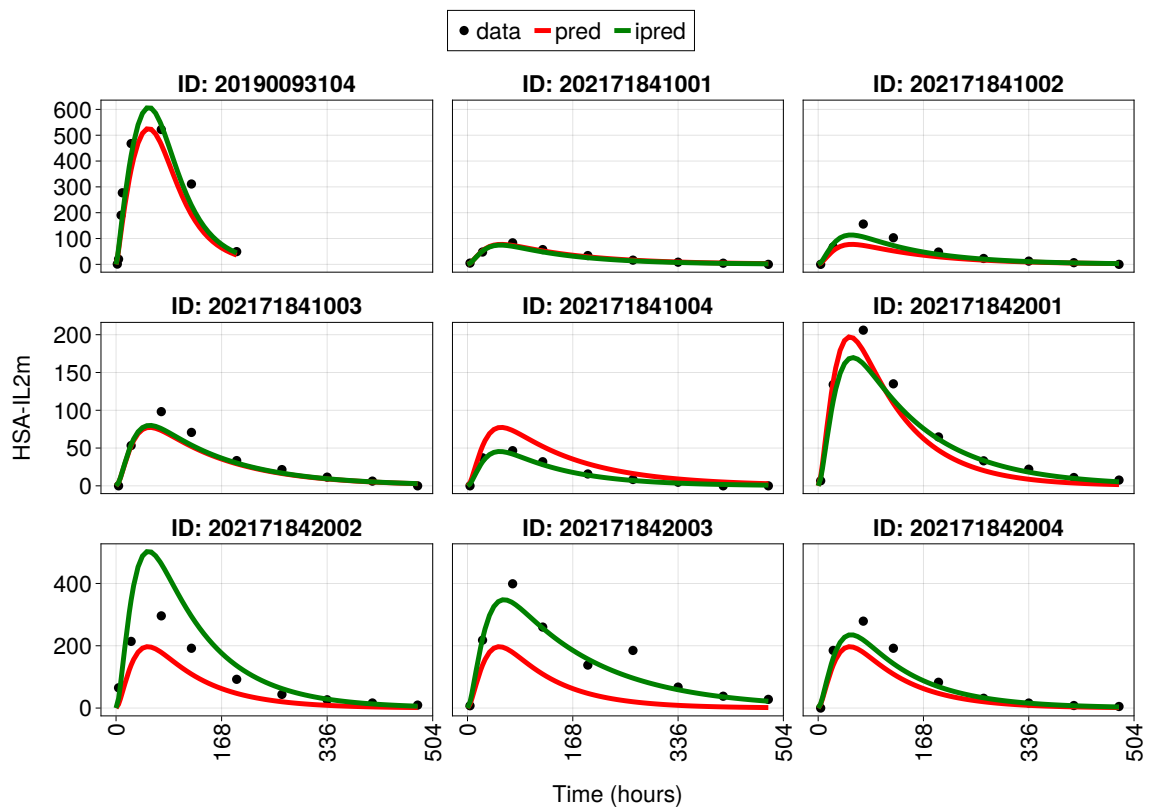 data pred ipred
ID: 20190093104 ID: 202171841001 ID: 202171841002
600
500
400
300
200
100
0
ID: 202171841003 ID: 202171841004 ID: 202171842001
200
150
100
50
0
HSA-IL2m
ID: 202171842002 ID: 202171842003 ID: 202171842004
400
200
0
0 168 336 504 0 168 336 504 0 168 336 504
Time (hours)